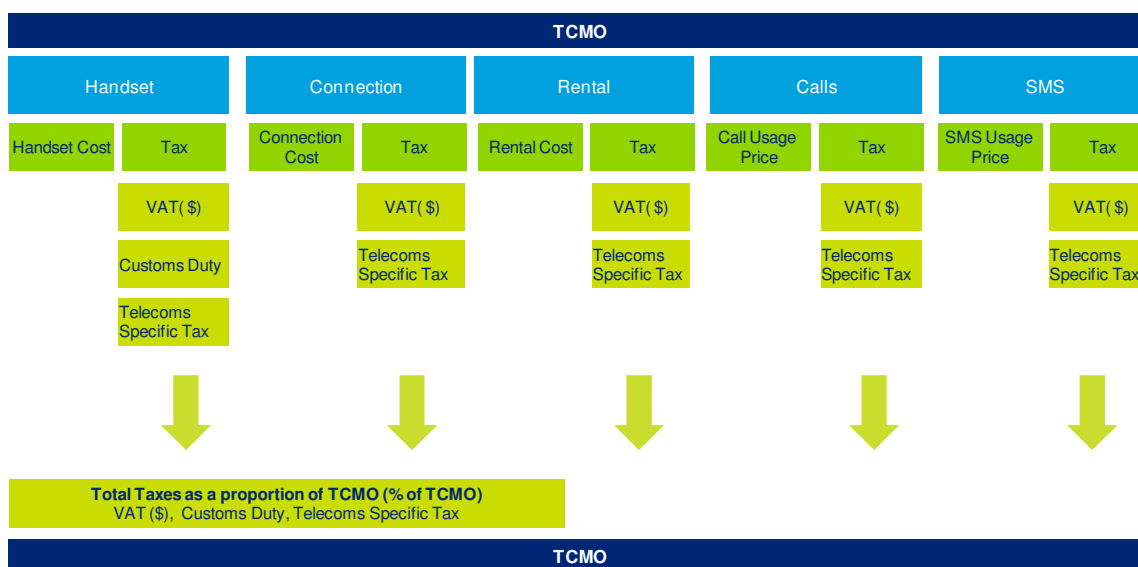 TCMO
Handset Connection Rental Calls SMS
Handset Cost Tax Connection Cost Tax Rental Cost Tax Call Usage Price Tax SMS Usage Price Tax
VAT( $) VAT( $) VAT( $) VAT( $) VAT( $)
Customs Duty Telecoms Specific Tax Telecoms Specific Tax Telecoms Specific Tax Telecoms Specific Tax
Telecoms
Specific Tax
Total Taxes as a proportion of TCMO (% of TCMO)
VAT ($), Customs Duty, Telecoms Specific Tax
TCMO